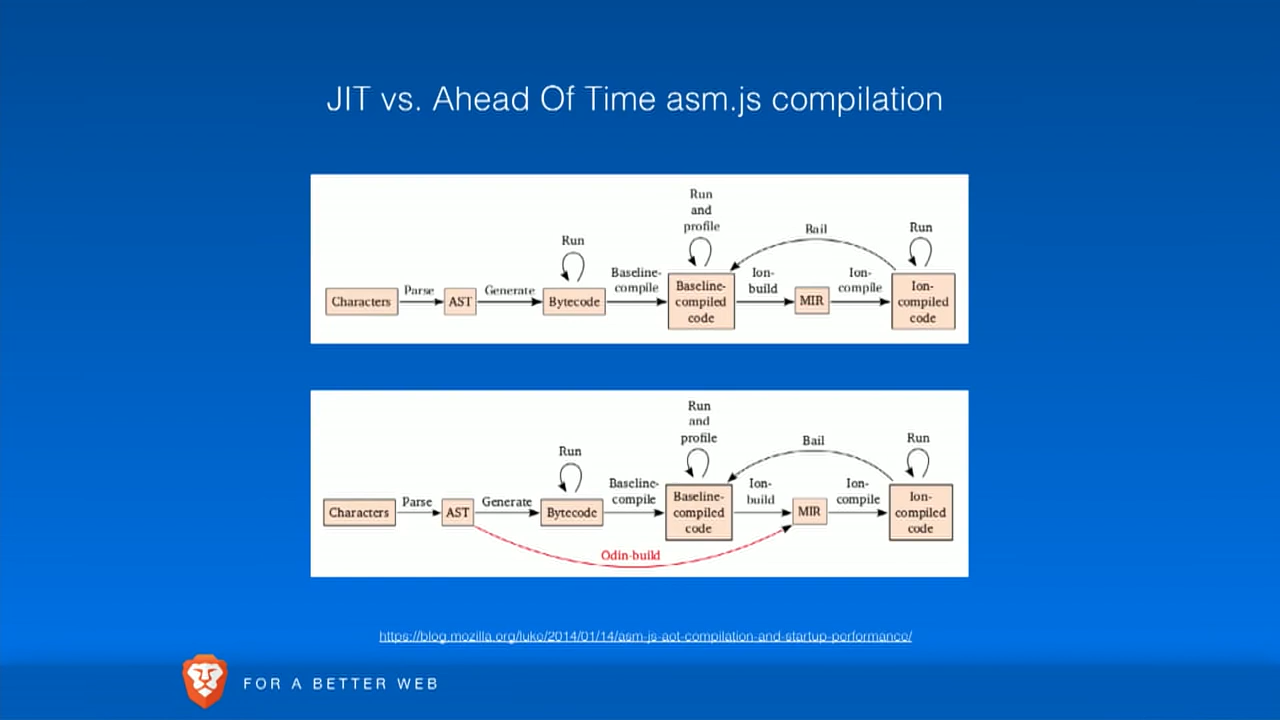 JIT vs. Ahead Of Time asm.js compilation
Run
and
profile
Bail
Run
Run
Baseline-
compile
Ion-
build
Ion-
compile
Parse
Generate
Characters
AST
Bytecode
Baseline-
compiled
code
MIR
Ion-
compiled
code
Run
and
profile
Bail
Run
Run
Baseline-
compile
Ion-
build
Ion-
compile
Parse
Generate
Characters
AST
Bytecode
Baseline-
compiled
code
MIR
Ion-
compiled
code
Odin-build
https://blog.mozilla.org/luke/2014/01/14/asm-js-aot-compilation-and-startup-performance/
FOR A BETTER WEB